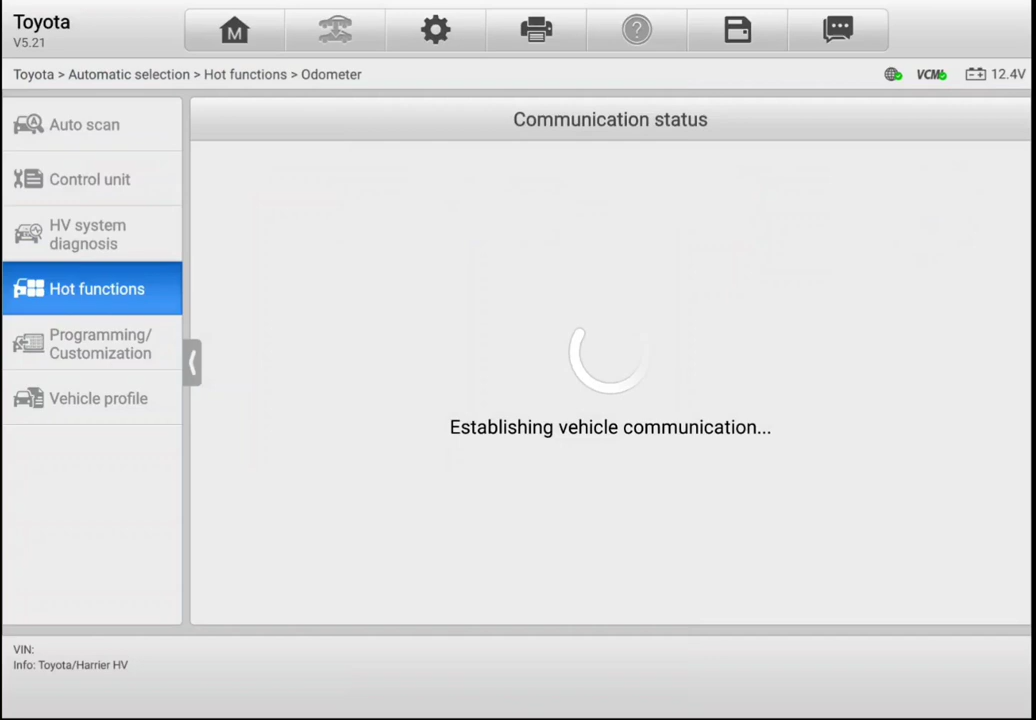 Toyota
V5.21
M
?
Toyota > Automatic selection > Hot functions > Odometer
VCMI
12.4V
Auto scan
Control unit
HV system
diagnosis
Hot functions
Programming/
Customization
Vehicle profile
Communication status
Establishing vehicle communication...
VIN:
Info: Toyota/Harrier HV